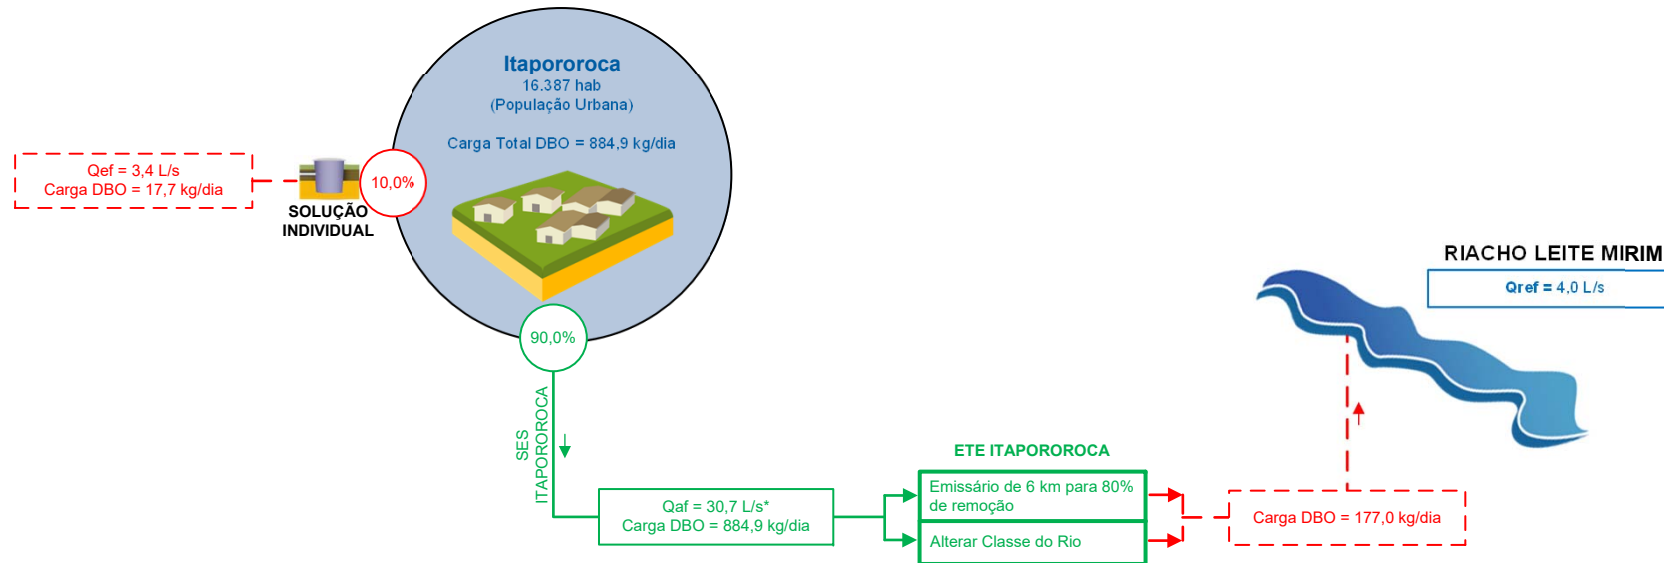 Itapororoca
16.387 hab
(População Urbana)
Carga Total DBO = 884,9 kg/dia
Qef = 3,4 L/s
Carga DBO = 17,7 kg/dia
10,0%
SOLUÇÃO
INDIVIDUAL
90,0%
SES
ITAPOROROCA
Qaf = 30,7 L/s*
Carga DBO = 884,9 kg/dia
ETE ITAPOROROCA
Emissário de 6 km para 80%
de remoção
Alterar Classe do Rio
Carga DBO = 177,0 kg/dia
RIACHO LEITE MIRIM
Qref = 4,0 L/s